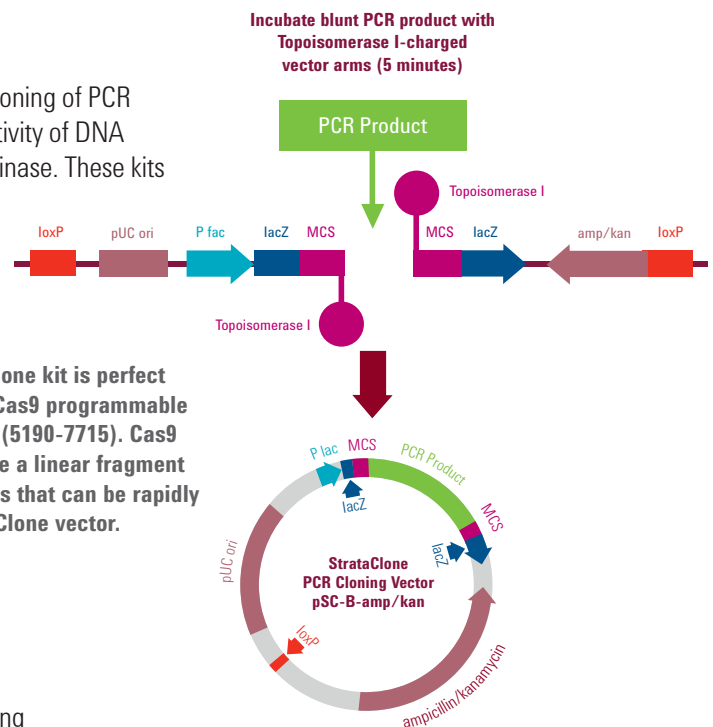 Incubate blunt PCR product with
Topoisomerase I-charged
vector arms (5 minutes)
oning of PCR
tivity of DNA
kinase. These kits
PCR Product
Topoisomerase I
loxP
pUC ori
P fac
lacZ
MCS
MCS
lacZ
amp/kan
loxP
Topoisomerase I
one kit is perfect
Cas9 programmable
(5190-7715). Cas9
e a linear fragment
s that can be rapidly
Clone vector.
P lac
MCS
PCR Product
MCS
lacZ
lacZ
pUC ori
StrataClone
PCR Cloning Vector
pSC-B-amp/kan
loxP
ampicillin/kanamycin
ng